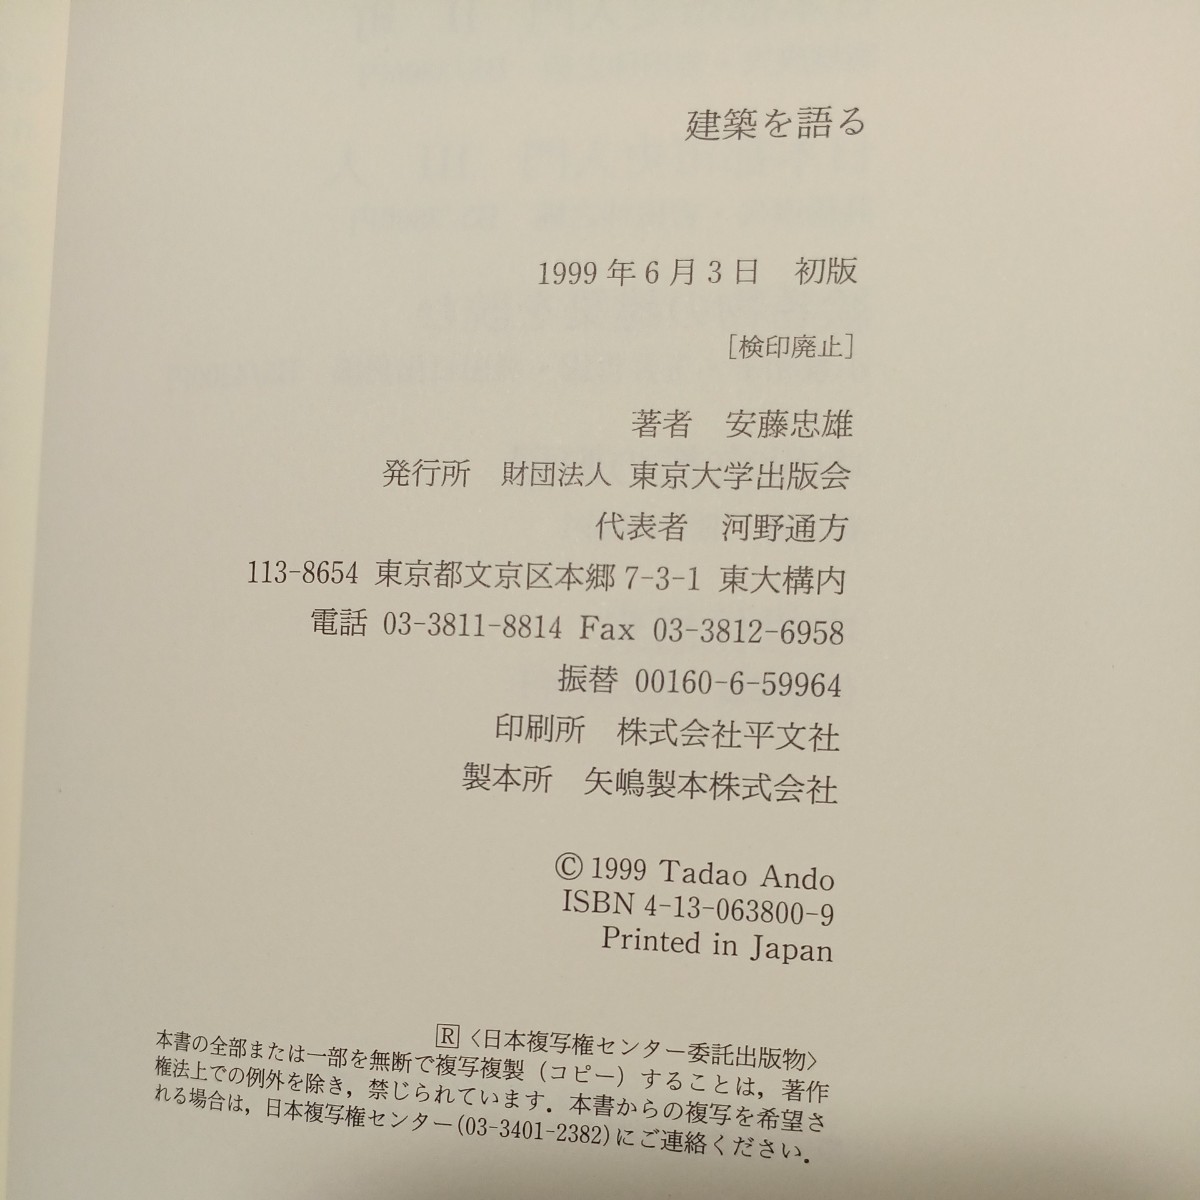 建築を語る
1999年6月3日　初版
[検印廃止]
著者　安藤忠雄
発行所　財団法人 東京大学出版会
代表者　河野通方
113-8654 東京都文京区本郷7-3-1 東大構内
電話 03-3811-8814 Fax 03-3812-6958
振替 00160-6-59964
印刷所　株式会社平文社
製本所　矢嶋製本株式会社
© 1999 Tadao Ando
ISBN 4-13-063800-9
Printed in Japan
R〈日本複写権センター委託出版物〉
本書の全部または一部を無断で複写複製（コピー）することは，著作
権法上での例外を除き，禁じられています．本書からの複写を希望さ
れる場合は，日本複写権センター(03-3401-2382)にご連絡ください．